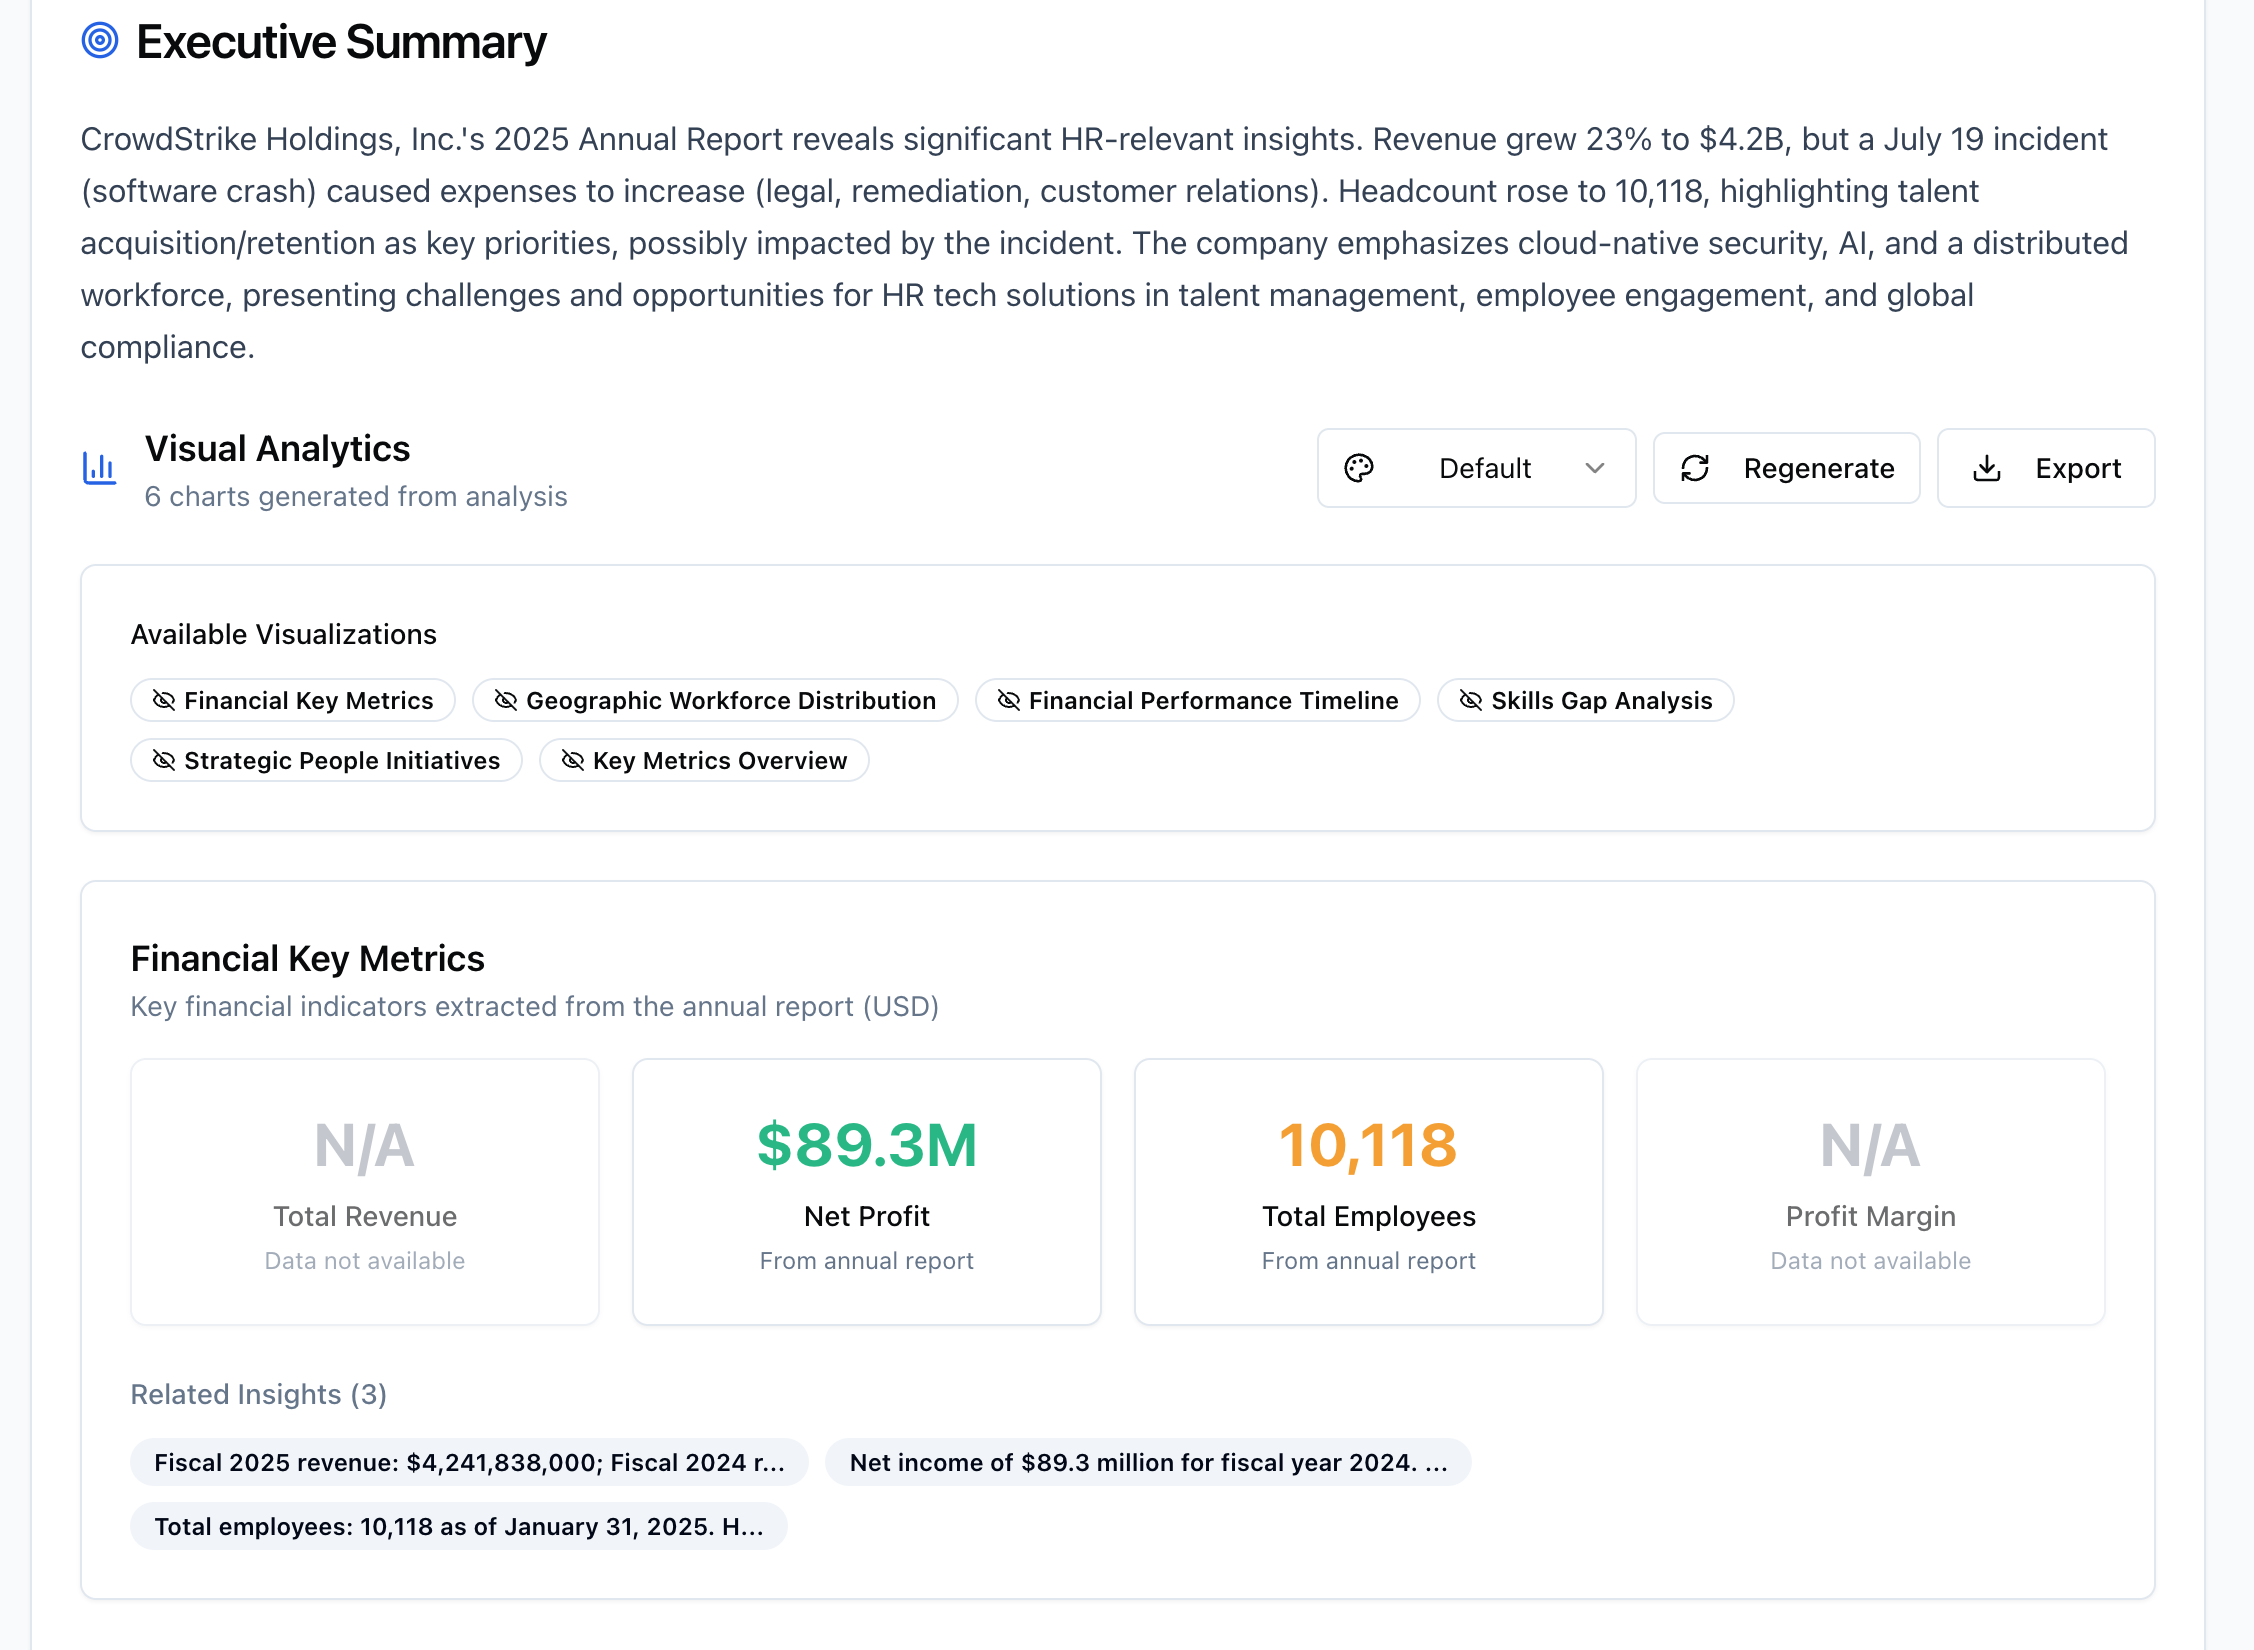 Executive Summary
CrowdStrike Holdings, Inc.'s 2025 Annual Report reveals significant HR-relevant insights. Revenue grew 23% to $4.2B, but a July 19 incident
(software crash) caused expenses to increase (legal, remediation, customer relations). Headcount rose to 10,118, highlighting talent
acquisition/retention as key priorities, possibly impacted by the incident. The company emphasizes cloud-native security, AI, and a distributed
workforce, presenting challenges and opportunities for HR tech solutions in talent management, employee engagement, and global
compliance.
Visual Analytics
6 charts generated from analysis
Default
Regenerate
Export
Available Visualizations
Financial Key Metrics
Geographic Workforce Distribution
Financial Performance Timeline
Skills Gap Analysis
Strategic People Initiatives
Key Metrics Overview
Financial Key Metrics
Key financial indicators extracted from the annual report (USD)
N/A
Total Revenue
Data not available
$89.3M
Net Profit
From annual report
10,118
Total Employees
From annual report
N/A
Profit Margin
Data not available
Related Insights (3)
Fiscal 2025 revenue: $4,241,838,000; Fiscal 2024 r...
Net income of $89.3 million for fiscal year 2024. ...
Total employees: 10,118 as of January 31, 2025. H...